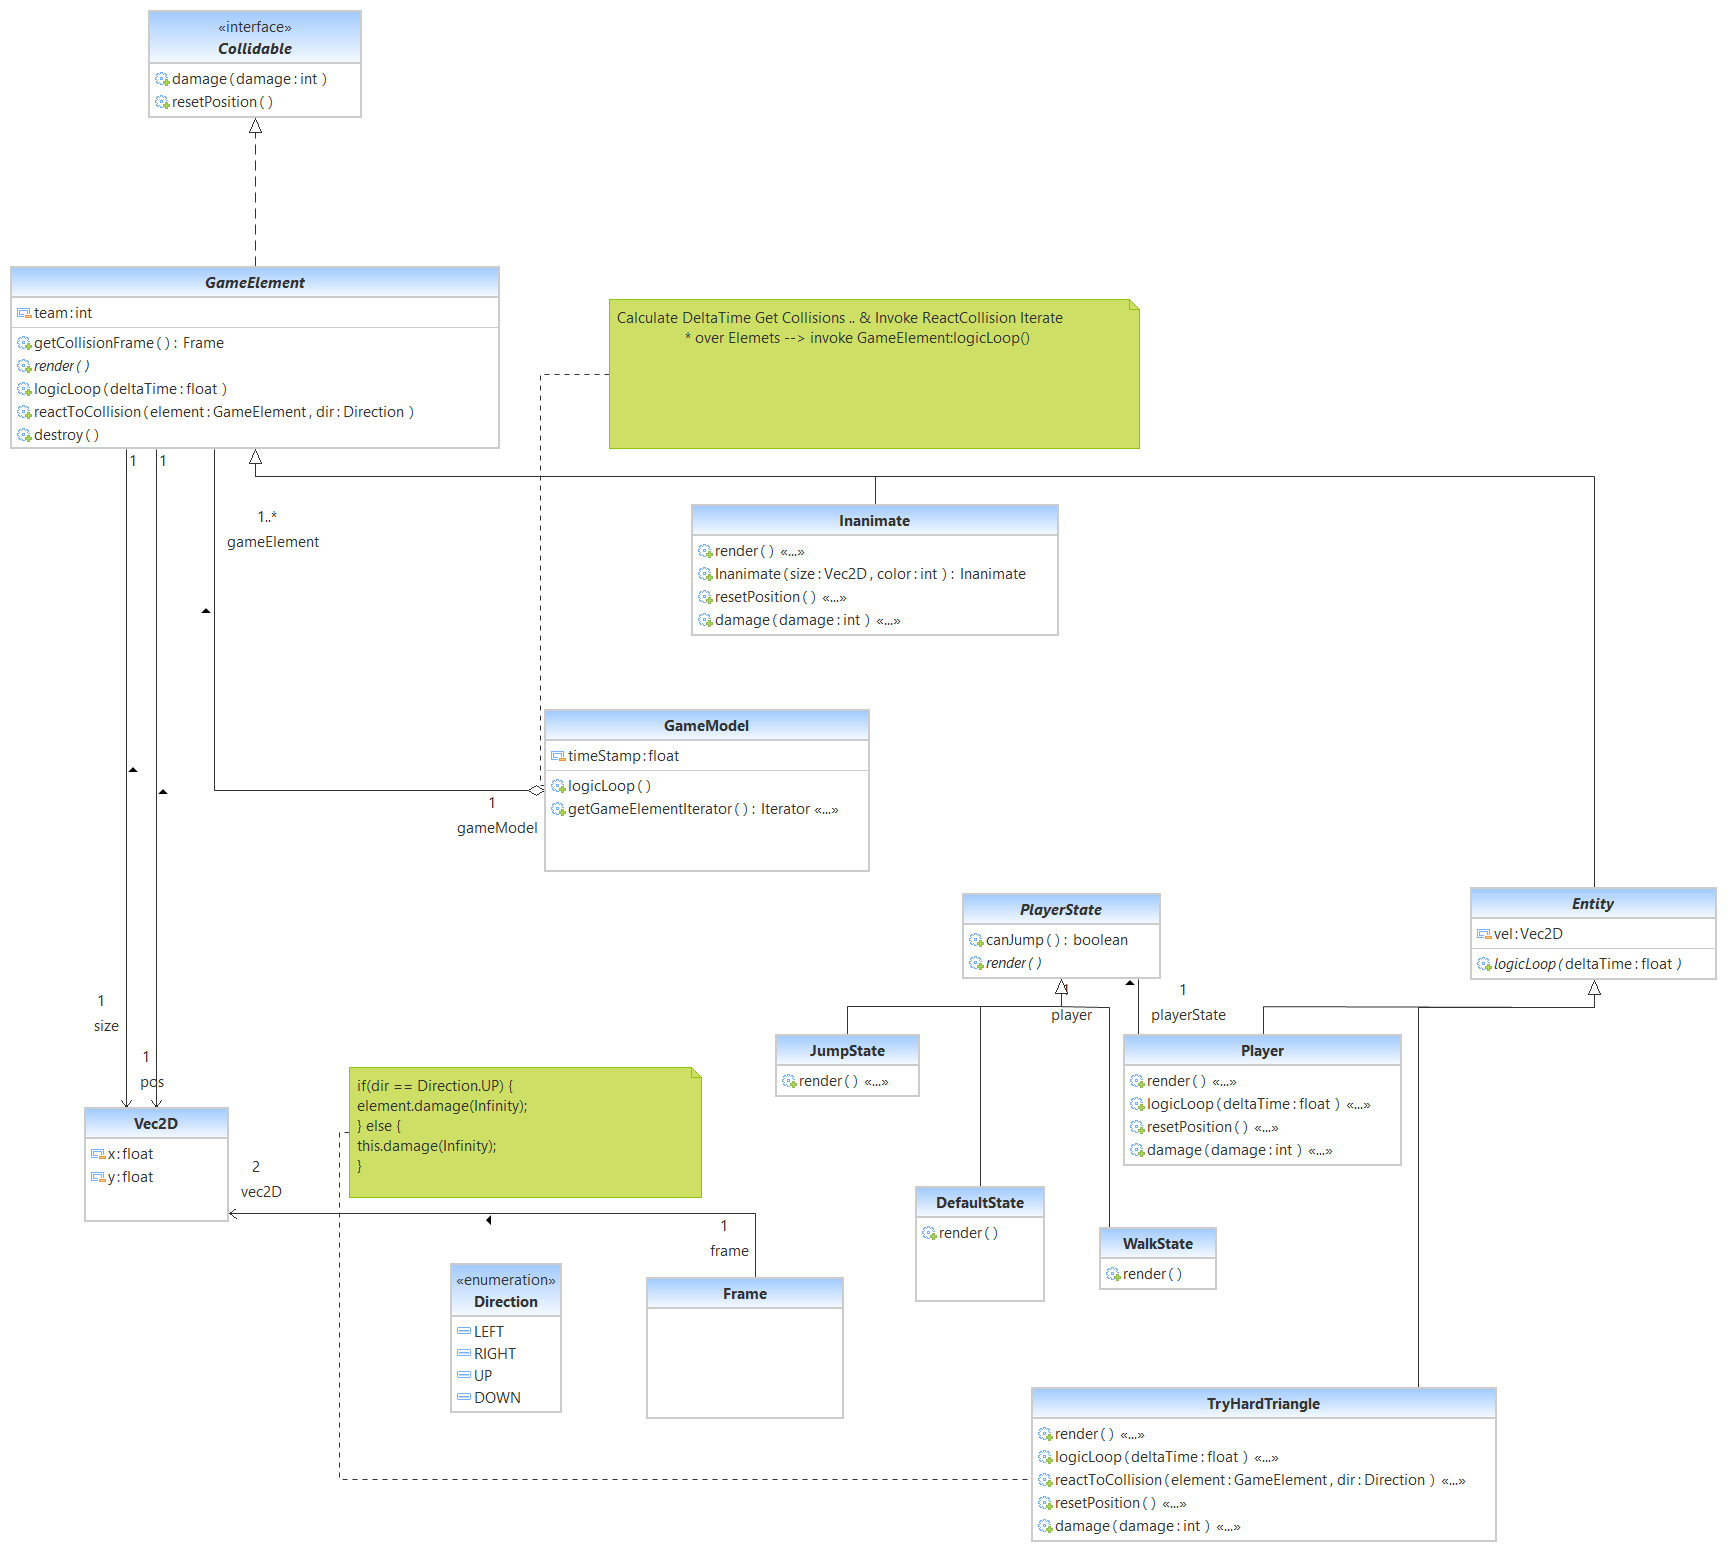 «interface»
Collidable
damage(damage:int)
resetPosition()
GameElement
team:int
getCollisionFrame(): Frame
render()
logicLoop(deltaTime:float)
reactToCollision(element:GameElement, dir:Direction)
destroy()
Calculate DeltaTime Get Collisions .. & Invoke ReactCollision Iterate
* over Elemets --> invoke GameElement:logicLoop()
1
1
1..*
gameElement
Inanimate
render() «...»
Inanimate(size:Vec2D, color:int): Inanimate
resetPosition() «...»
damage(damage:int) «...»
GameModel
timeStamp:float
logicLoop()
getGameElementIterator(): Iterator «...»
1
gameModel
PlayerState
canJump(): boolean
render()
Entity
vel:Vec2D
logicLoop(deltaTime:float)
1
player
1
playerState
1
size
1
pos
JumpState
render() «...»
Player
render() «...»
logicLoop(deltaTime:float) «...»
resetPosition() «...»
damage(damage:int) «...»
if(dir == Direction.UP) {
element.damage(Infinity);
} else {
this.damage(Infinity);
}
Vec2D
x:float
y:float
2
vec2D
1
frame
DefaultState
render()
WalkState
render()
«enumeration»
Direction
LEFT
RIGHT
UP
DOWN
Frame
TryHardTriangle
render() «...»
logicLoop(deltaTime:float) «...»
reactToCollision(element:GameElement, dir:Direction) «...»
resetPosition() «...»
damage(damage:int) «...»